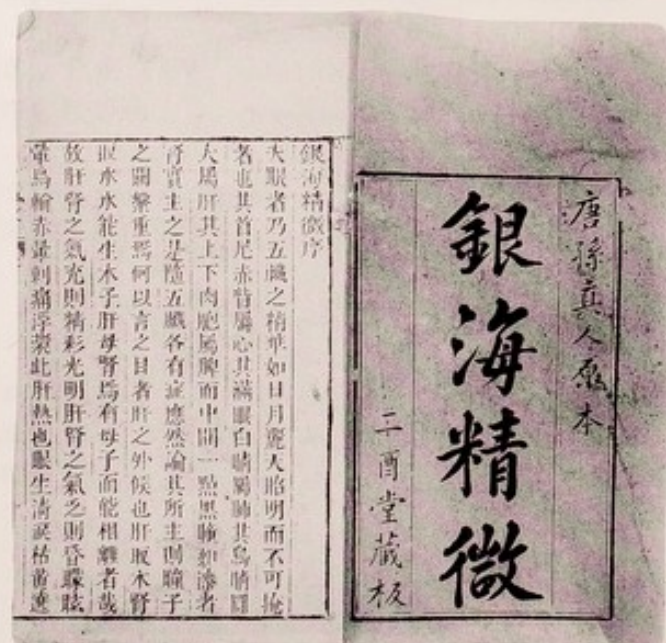 唐孫真人原本
銀海精微
二酉堂藏板
銀海精微序
夫眼者乃五臟之精華如日月麗天昭明而不可掩
者也其首尾赤眥屬心其滿眼白睛屬肺其烏睛圓
大屬肝其上下肉胞屬脾而中間一點黑瞳如漆者
腎實主之是隨五臟各有症應然論其所主則瞳子
之關係重焉何以言之目者肝之外候也肝取木腎
取水水能生木子肝母腎焉有母子而能相離者哉
故肝腎之氣充則精彩光明肝腎之氣乏則昏矇眩
暈烏輪赤暈刺痛浮漿此肝熱也眼生清淚枯黃遶